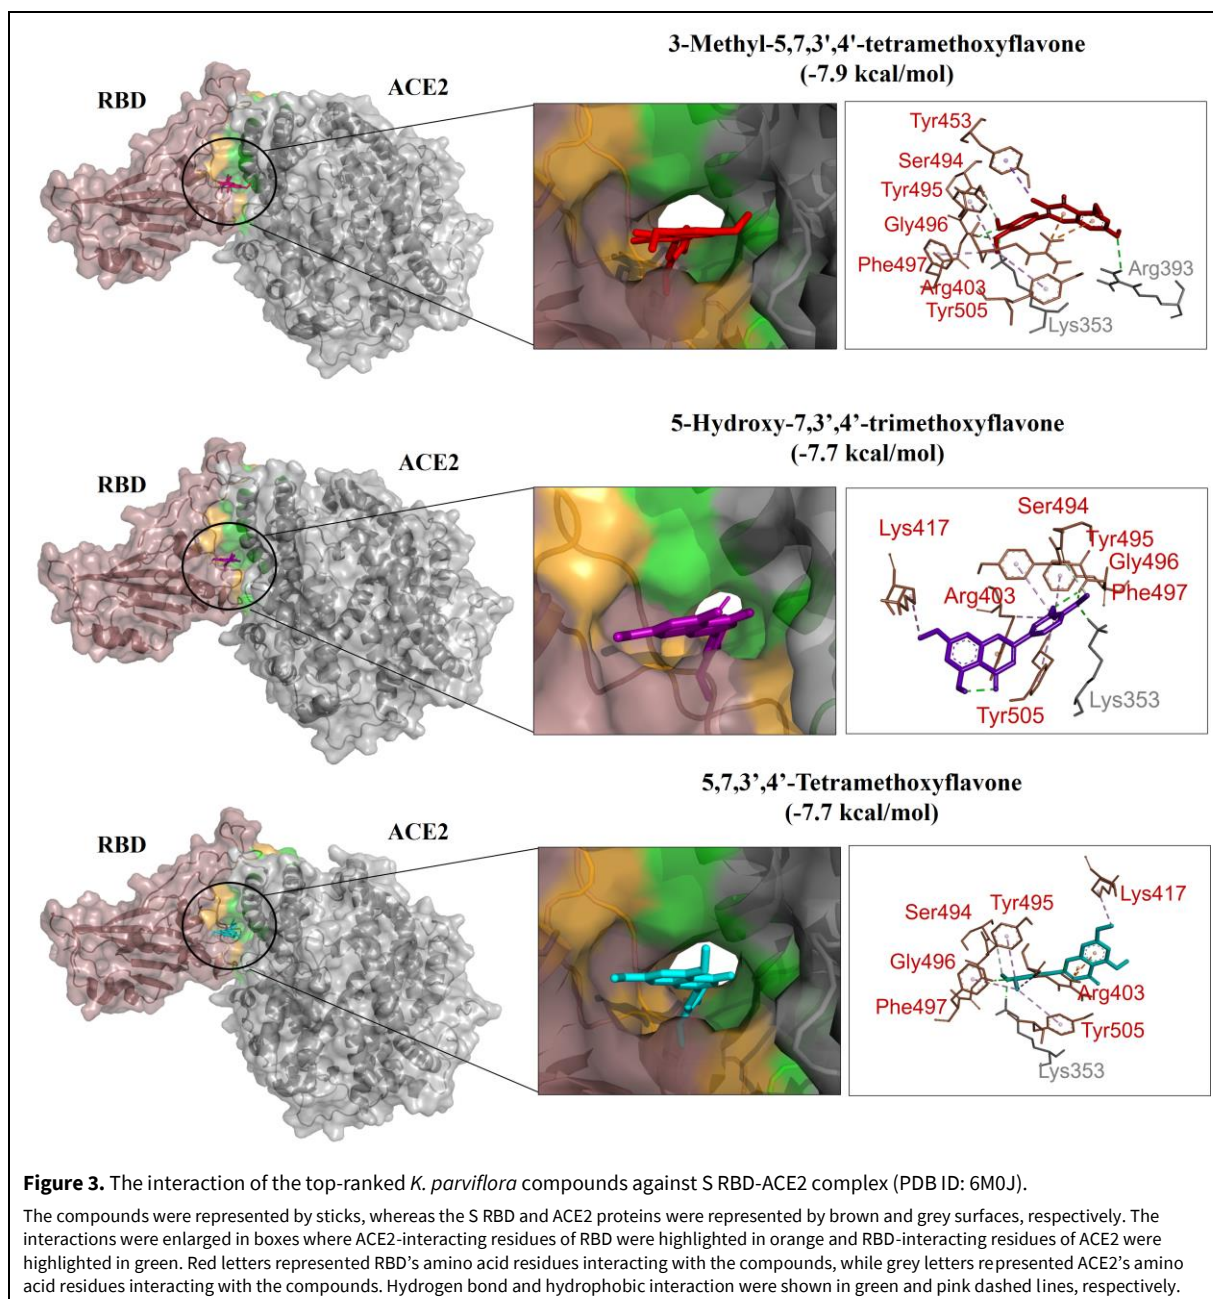 3-Methyl-5,7,3',4'-tetramethoxyflavone
(-7.9 kcal/mol)
RBD
ACE2
Tyr453
Ser494
Tyr495
Gly496
Phe497
Arg403
Tyr505
Lys353
Arg393
5-Hydroxy-7,3’,4’-trimethoxyflavone
(-7.7 kcal/mol)
RBD
ACE2
Lys417
Ser494
Tyr495
Gly496
Phe497
Arg403
Tyr505
Lys353
5,7,3’,4’-Tetramethoxyflavone
(-7.7 kcal/mol)
RBD
ACE2
Lys417
Tyr495
Ser494
Gly496
Phe497
Arg403
Tyr505
Lys353
Figure 3. The interaction of the top-ranked K. parviflora compounds against S RBD-ACE2 complex (PDB ID: 6M0J).
The compounds were represented by sticks, whereas the S RBD and ACE2 proteins were represented by brown and grey surfaces, respectively. The
interactions were enlarged in boxes where ACE2-interacting residues of RBD were highlighted in orange and RBD-interacting residues of ACE2 were
highlighted in green. Red letters represented RBD’s amino acid residues interacting with the compounds, while grey letters represented ACE2’s amino
acid residues interacting with the compounds. Hydrogen bond and hydrophobic interaction were shown in green and pink dashed lines, respectively.